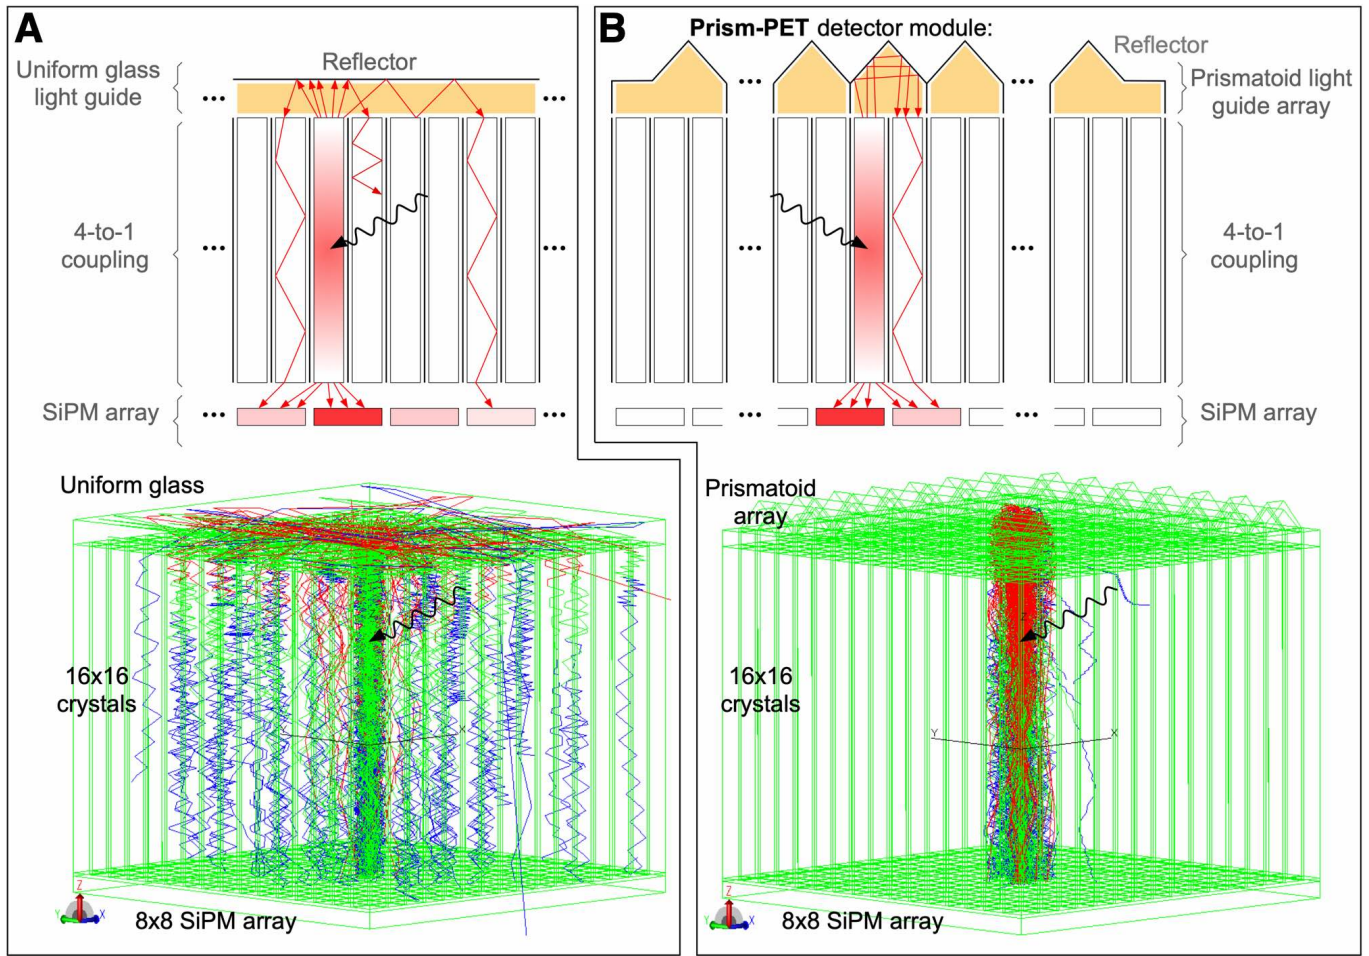 A
Reflector
Uniform glass
light guide
4-to-1
coupling
SiPM array
Uniform glass
16x16
crystals
X
Z
Y
X
8x8 SiPM array
B
Prism-PET detector module:
Reflector
Prismatoid light
guide array
4-to-1
coupling
SiPM array
Prismatoid
array
16x16
crystals
Z
Y
X
Z
Y
X
8x8 SiPM array